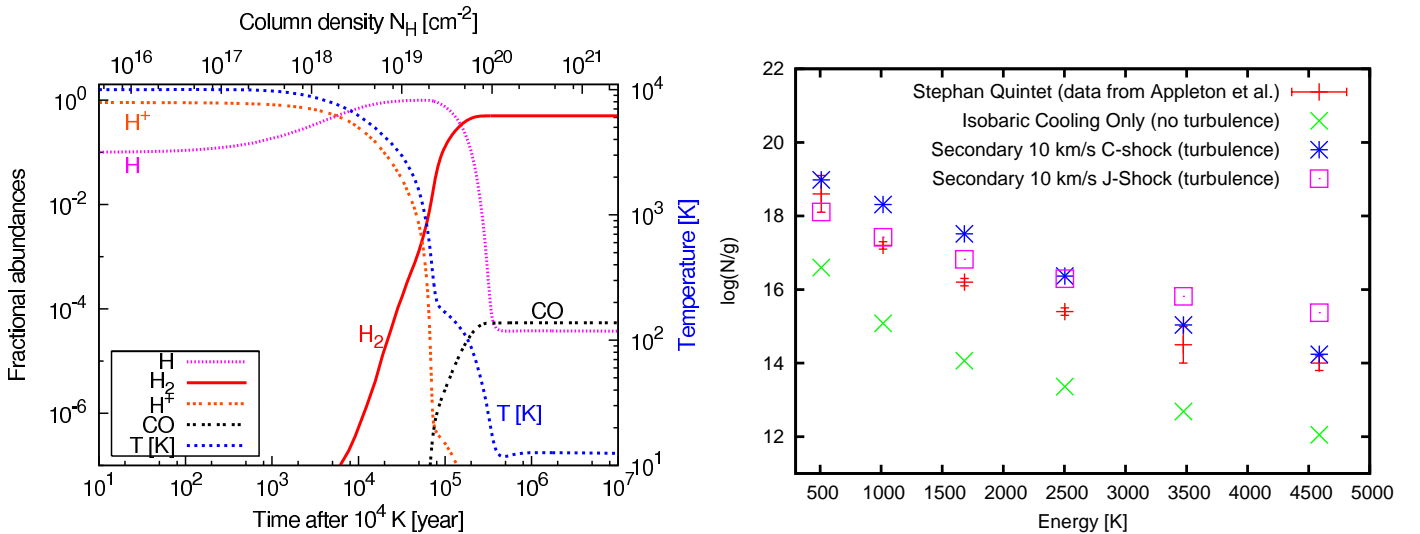 Column density N_H [cm^-2]
10^16 10^17 10^18 10^19 10^20 10^21
Fractional abundances
10^0
10^-2
10^-4
10^-6
10^4
10^3
10^2
10^1
Temperature [K]
H^+
H
H_2
CO
T [K]
H
H_2
H^+
CO
T [K]
10^1 10^2 10^3 10^4 10^5 10^6 10^7
Time after 10^4 K [year]
log(N/g)
22
20
18
16
14
12
Stephan Quintet (data from Appleton et al.)
Isobaric Cooling Only (no turbulence)
Secondary 10 km/s C-shock (turbulence)
Secondary 10 km/s J-Shock (turbulence)
500 1000 1500 2000 2500 3000 3500 4000 4500 5000
Energy [K]